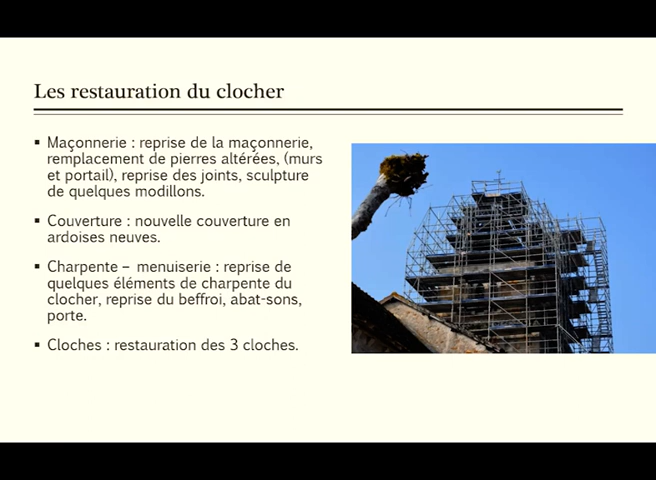 Les restauration du clocher
▪ Maçonnerie : reprise de la maçonnerie,
remplacement de pierres altérées, (murs
et portail), reprise des joints, sculpture
de quelques modillons.
▪ Couverture : nouvelle couverture en
ardoises neuves.
▪ Charpente – menuiserie : reprise de
quelques éléments de charpente du
clocher, reprise du beffroi, abat-sons,
porte.
▪ Cloches : restauration des 3 cloches.